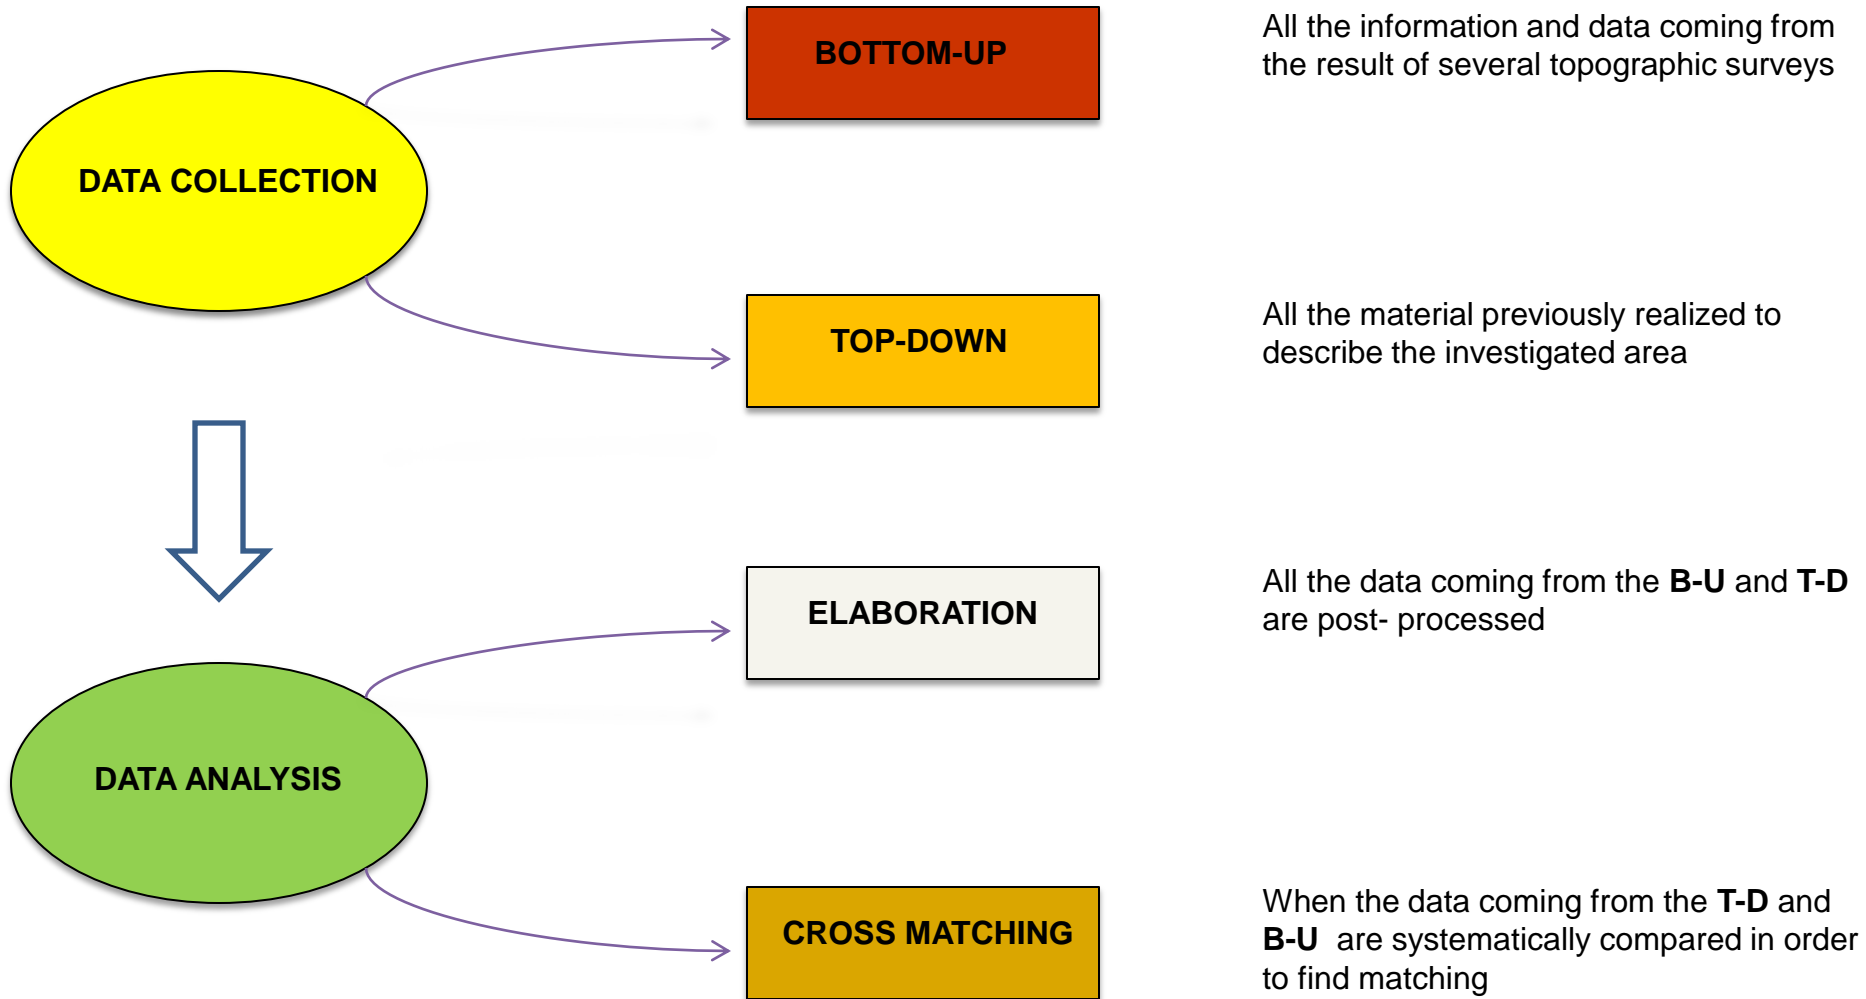 BOTTOM-UP
All the information and data coming from
the result of several topographic surveys
DATA COLLECTION
TOP-DOWN
All the material previously realized to
describe the investigated area
ELABORATION
All the data coming from the B-U and T-D
are post- processed
DATA ANALYSIS
CROSS MATCHING
When the data coming from the T-D and
B-U are systematically compared in order
to find matching